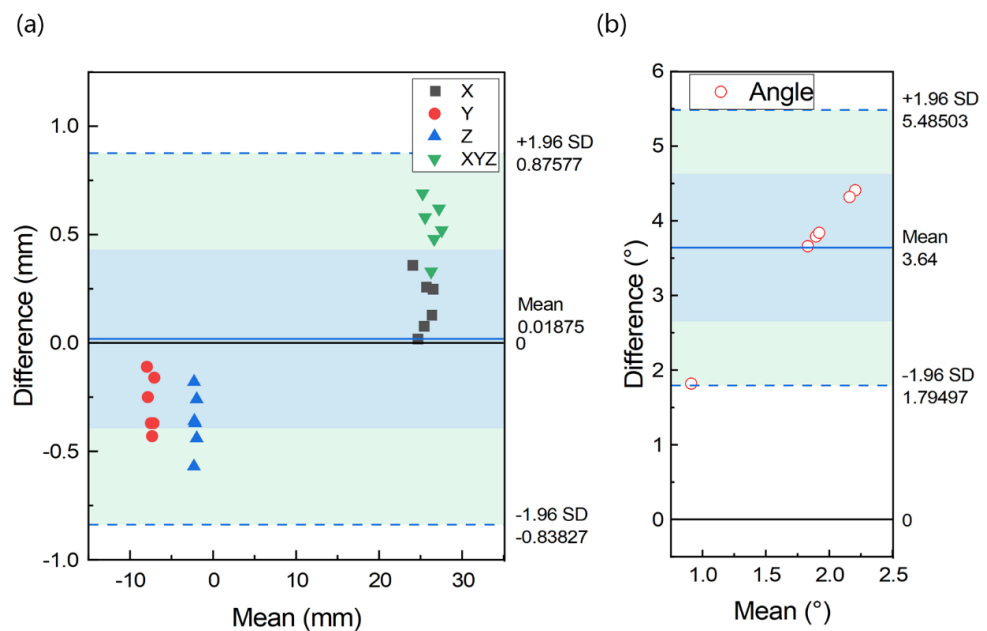 (a)
X
Y
Z
XYZ
1.0
0.5
0.0
-0.5
-1.0
Difference (mm)
-10
0
10
20
30
Mean (mm)
+1.96 SD
0.87577
Mean
0.01875
0
-1.96 SD
-0.83827
(b)
Angle
6
5
4
3
2
1
0
Difference (°)
1.0
1.5
2.0
2.5
Mean (°)
+1.96 SD
5.48503
Mean
3.64
-1.96 SD
1.79497
0